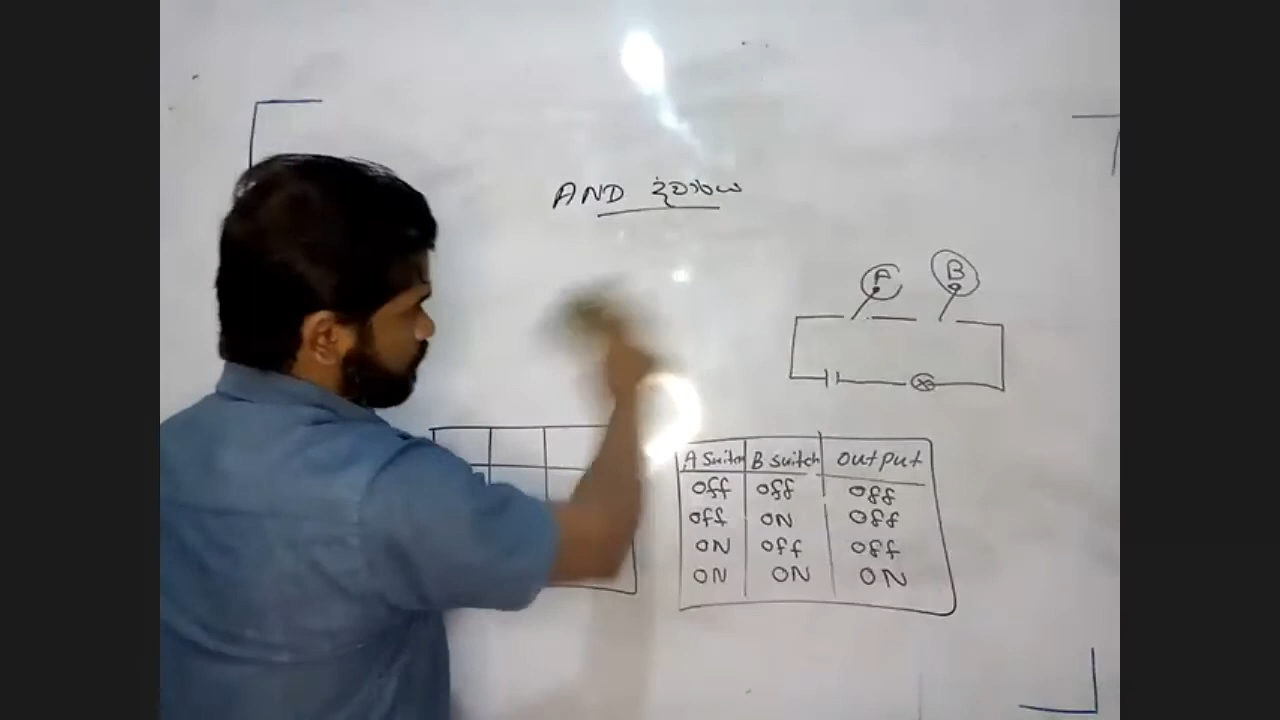 AND ද්වාරය
A B
A switch B switch output
off off off
off ON off
ON off off
ON ON ON